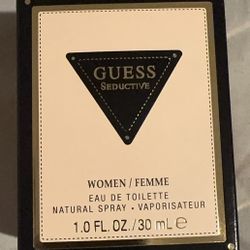 GUESS
SEDUCTIVE
WOMEN / FEMME
EAU DE TOILETTE
NATURAL SPRAY • VAPORISATEUR
1.0 FL. OZ. / 30 mL e